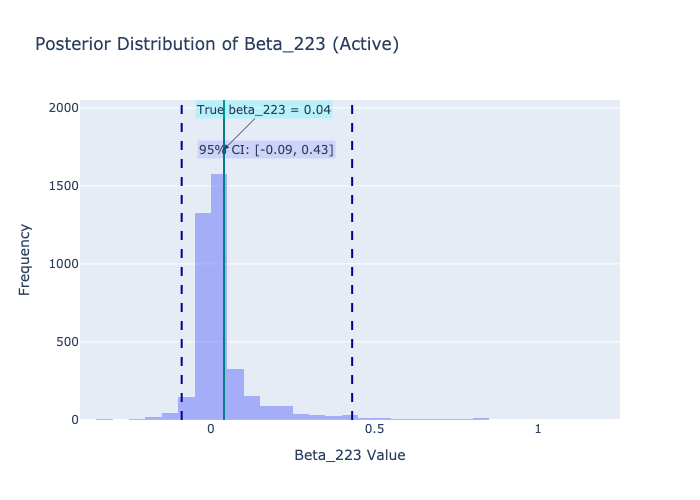 Posterior Distribution of Beta_223 (Active)
2000
True beta_223 = 0.04
95% CI: [-0.09, 0.43]
1500
1000
500
0
Frequency
0
0.5
1
Beta_223 Value